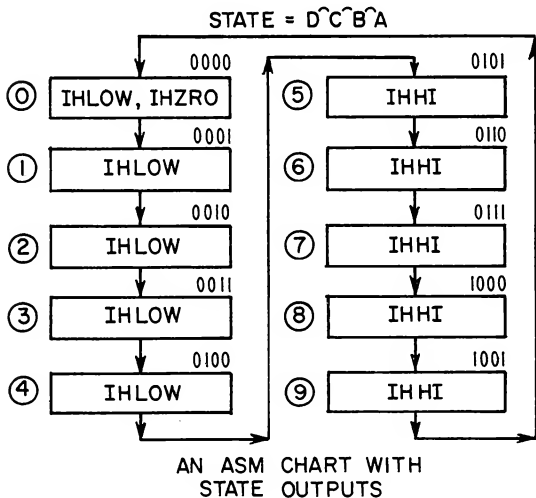 STATE = D^C^B^A
0000
0 IHLOW, IHZRO
0001
1 IHLOW
0010
2 IHLOW
0011
3 IHLOW
0100
4 IHLOW
0101
5 IHHI
0110
6 IHHI
0111
7 IHHI
1000
8 IHHI
1001
9 IHHI
AN ASM CHART WITH
STATE OUTPUTS